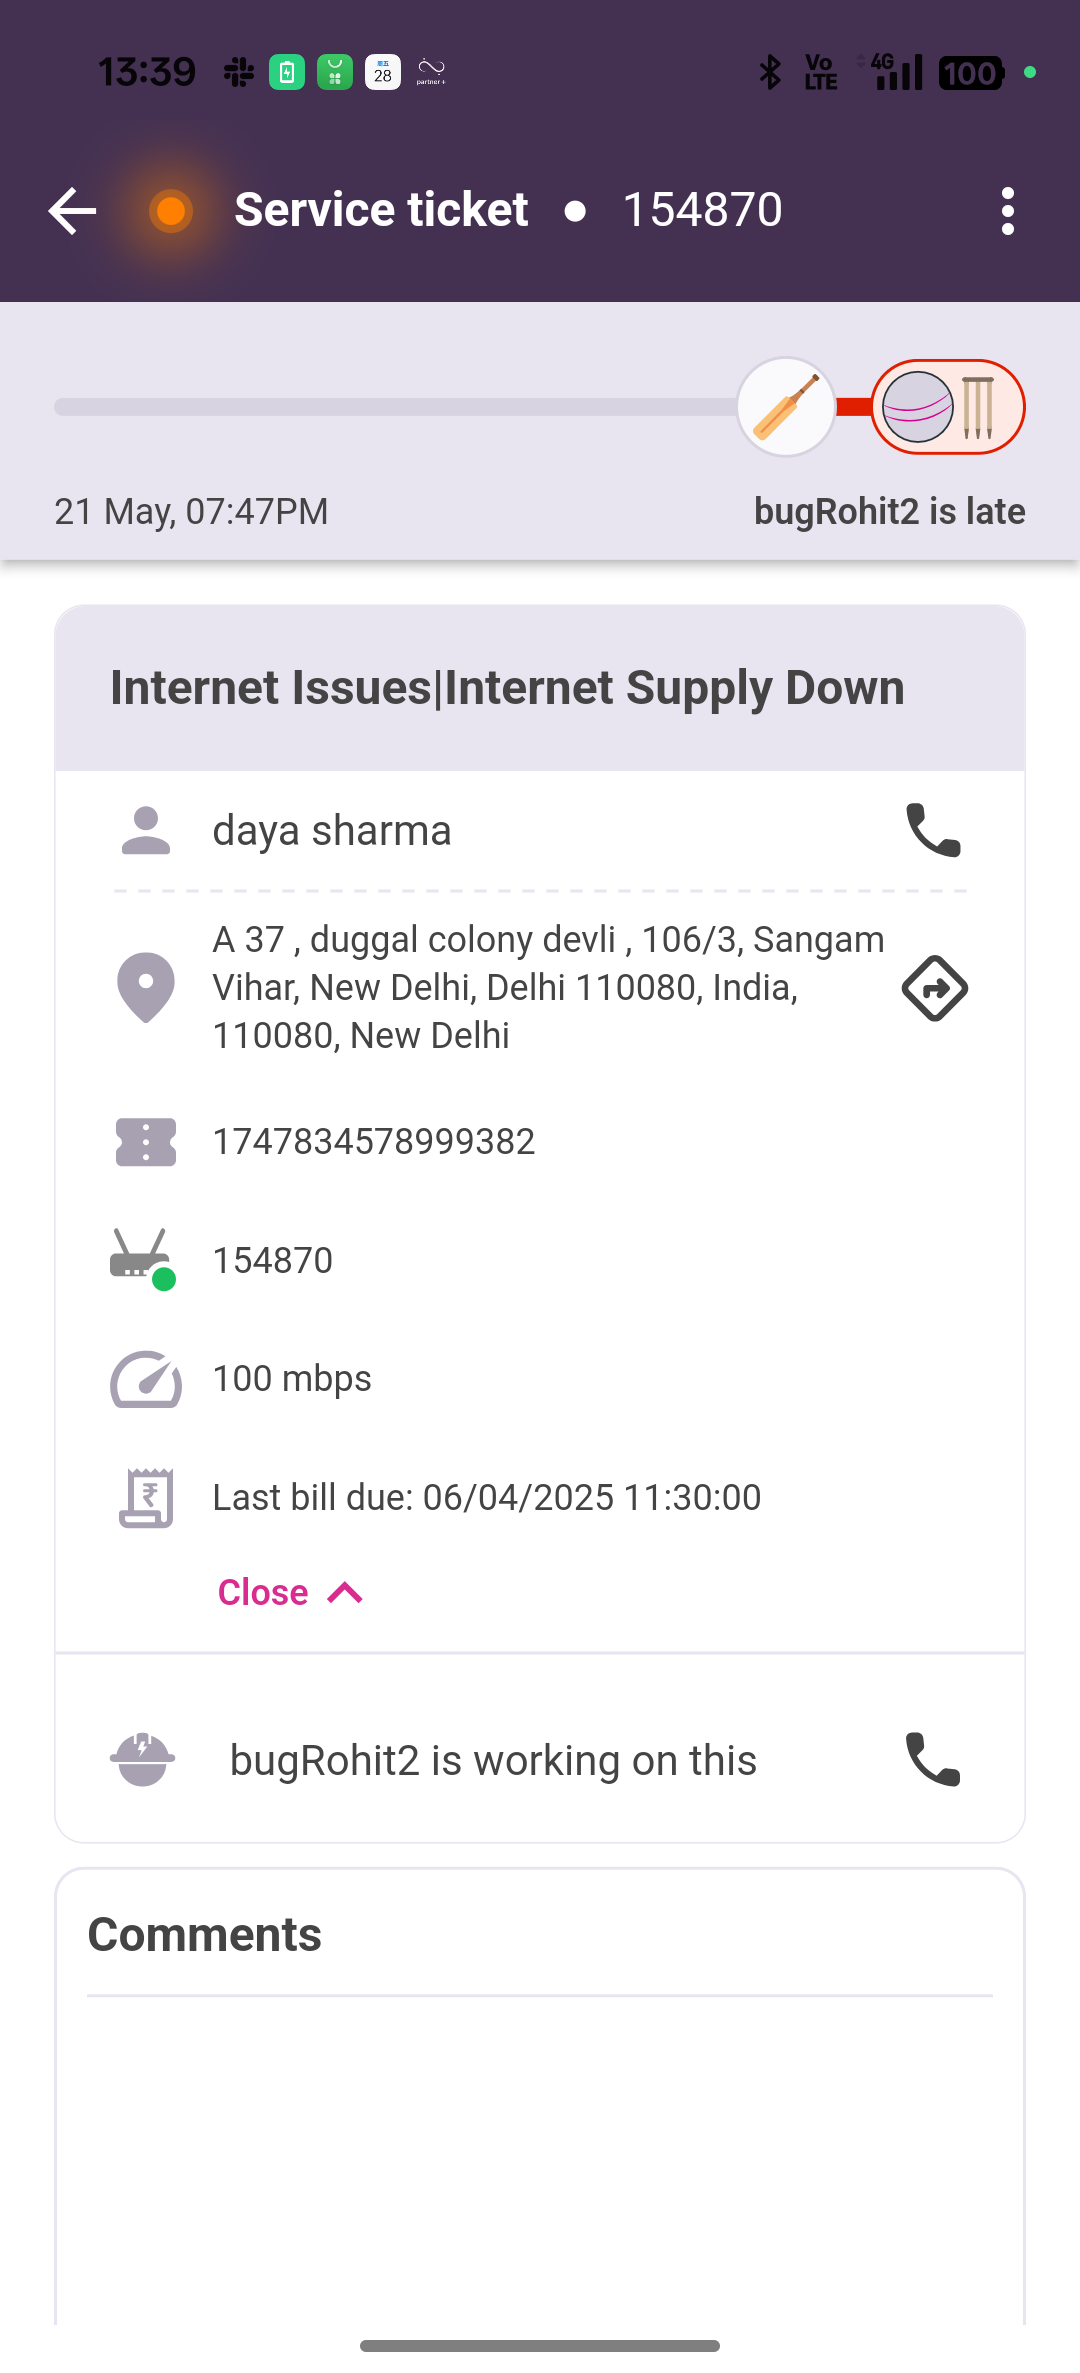 13:39
周五
28
partner+
Vo
LTE
4G
100
Service ticket • 154870
21 May, 07:47PM
bugRohit2 is late
Internet Issues|Internet Supply Down
daya sharma
A 37 , duggal colony devli , 106/3, Sangam
Vihar, New Delhi, Delhi 110080, India,
110080, New Delhi
1747834578999382
154870
100 mbps
₹
Last bill due: 06/04/2025 11:30:00
Close
bugRohit2 is working on this
Comments